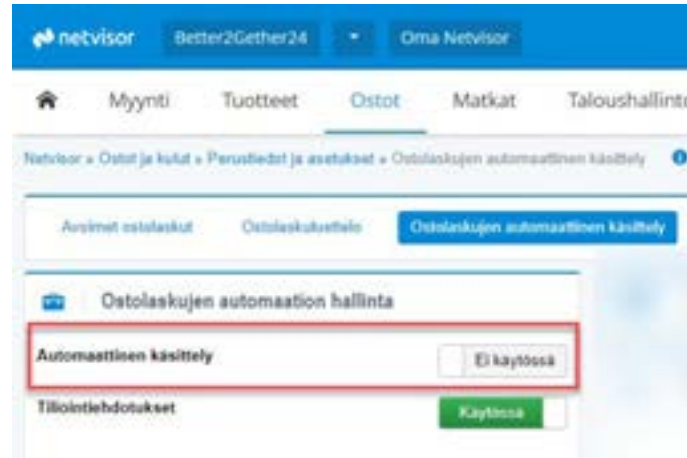 netvisor Better2Gether24 Oma Netvisor
Myynti Tuotteet Ostot Matkat Taloushallinto
Netvisor » Ostot ja kulut » Perustiedot ja asetukset » Ostolaskujen automaattinen käsittely
Avoimet ostolaskut Ostolaskuluettelo Ostolaskujen automaattinen käsittely
Ostolaskujen automaation hallinta
Automaattinen käsittely Ei käytössä
Tiliöintiehdotukset Käytössä